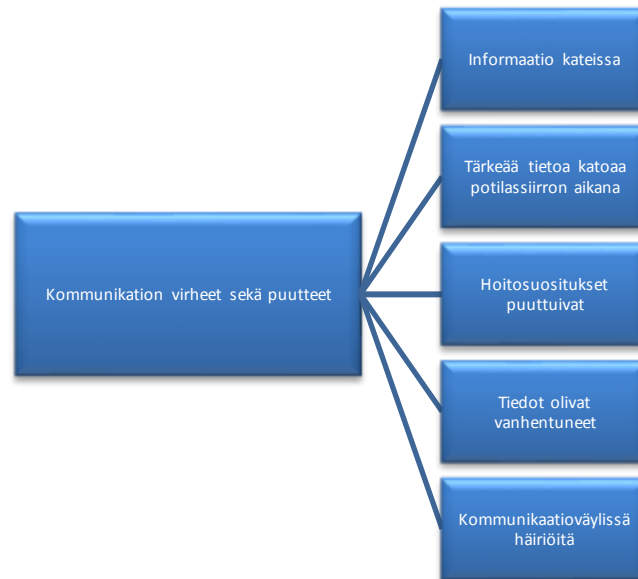 Informaatio kateissa
Tärkeää tietoa katoaa
potilassiirron aikana
Kommunikation virheet sekä puutteet
Hoitosuositukset
puuttuivat
Tiedot olivat
vanhentuneet
Kommunikaatioväylissä
häiriöitä